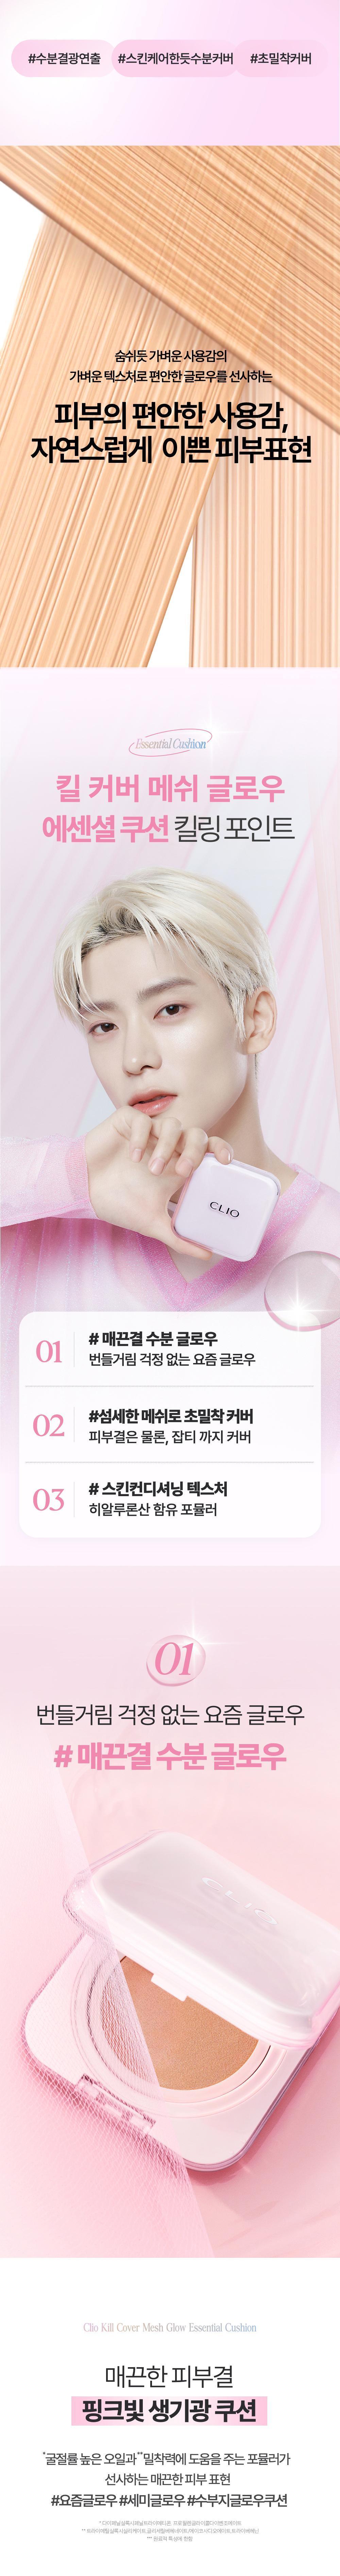 #수분결광연출 #스킨케어한듯수분커버 #초밀착커버
숨쉬듯 가벼운 사용감의
가벼운 텍스처로 편안한 글로우를 선사하는
피부의 편안한 사용감,
자연스럽게 이쁜 피부표현
Essential Cushion
킬 커버 메쉬 글로우
에센셜 쿠션 킬링 포인트
CLIO
01
# 매끈결 수분 글로우
번들거림 걱정 없는 요즘 글로우
02
#섬세한 메쉬로 초밀착 커버
피부결은 물론, 잡티 까지 커버
03
# 스킨컨디셔닝 텍스처
히알루론산 함유 포뮬러
01
번들거림 걱정 없는 요즘 글로우
# 매끈결 수분 글로우
CLIO
Clio Kill Cover Mesh Glow Essential Cushion
매끈한 피부결
핑크빛 생기광 쿠션
*굴절률 높은 오일과 **밀착력에 도움을 주는 포뮬러가
선사하는 매끈한 피부 표현
#요즘글로우 #세미글로우 #수부지글로우쿠션
*** 원료적 특성에 한함